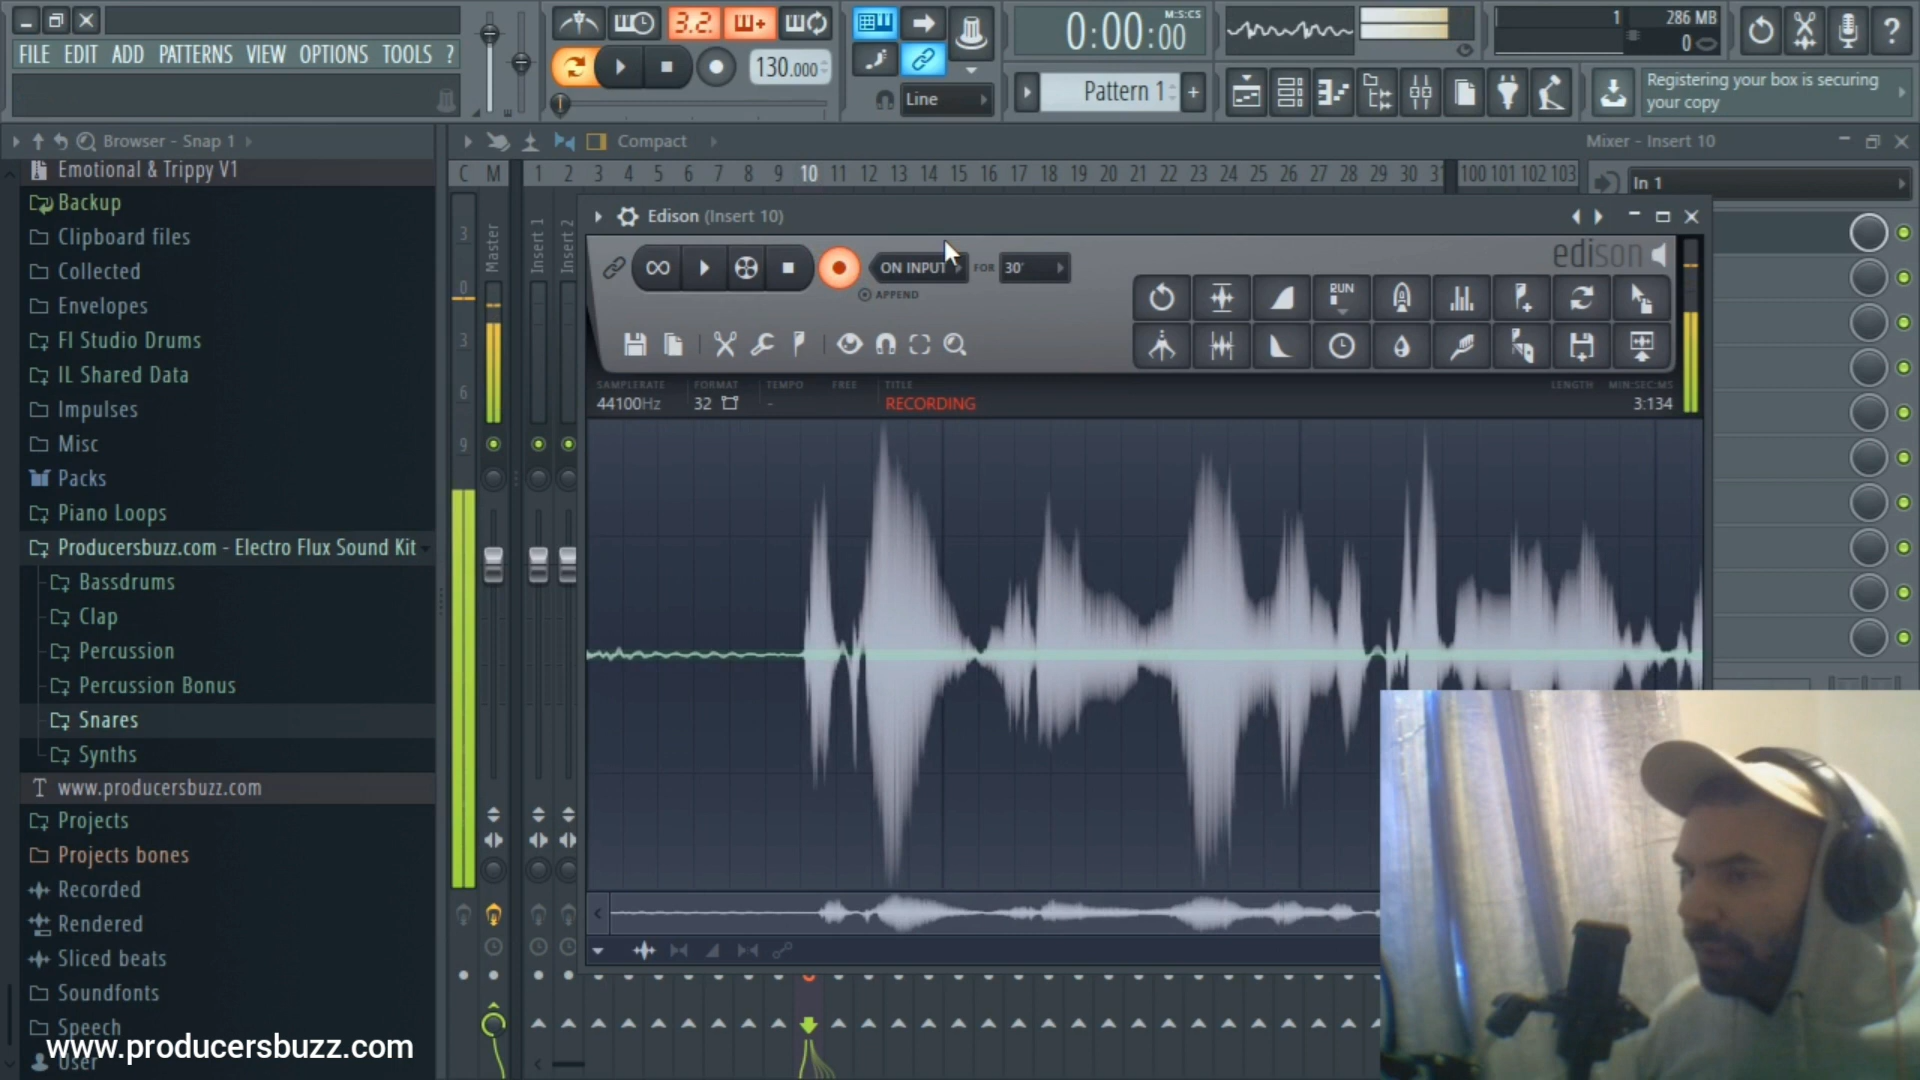 FILE EDIT ADD PATTERNS VIEW OPTIONS TOOLS ?
3.2.
130.000
Line
0:00:00
M:S:CS
Pattern 1
1
286 MB
0
Registering your box is securing
your copy
Browser - Snap 1
Compact
Mixer - Insert 10
C M 1 2 3 4 5 6 7 8 9 10 11 12 13 14 15 16 17 18 19 20 21 22 23 24 25 26 27 28 29 30 31 100 101 102 103
In 1
Emotional & Trippy V1
Backup
Clipboard files
Collected
Envelopes
Fl Studio Drums
IL Shared Data
Impulses
Misc
Packs
Piano Loops
Producersbuzz.com - Electro Flux Sound Kit
Bassdrums
Clap
Percussion
Percussion Bonus
Snares
Synths
www.producersbuzz.com
Projects
Projects bones
Recorded
Rendered
Sliced beats
Soundfonts
Speech
User
www.producersbuzz.com
3
0
3
6
9
Master
Insert 1
Insert 2
Edison (Insert 10)
edison
ON INPUT
FOR
30"
APPEND
RUN
SAMPLERATE
FORMAT
TEMPO
FREE
TITLE
LENGTH
MIN:SEC:MS
44100Hz
32
-
RECORDING
3:134